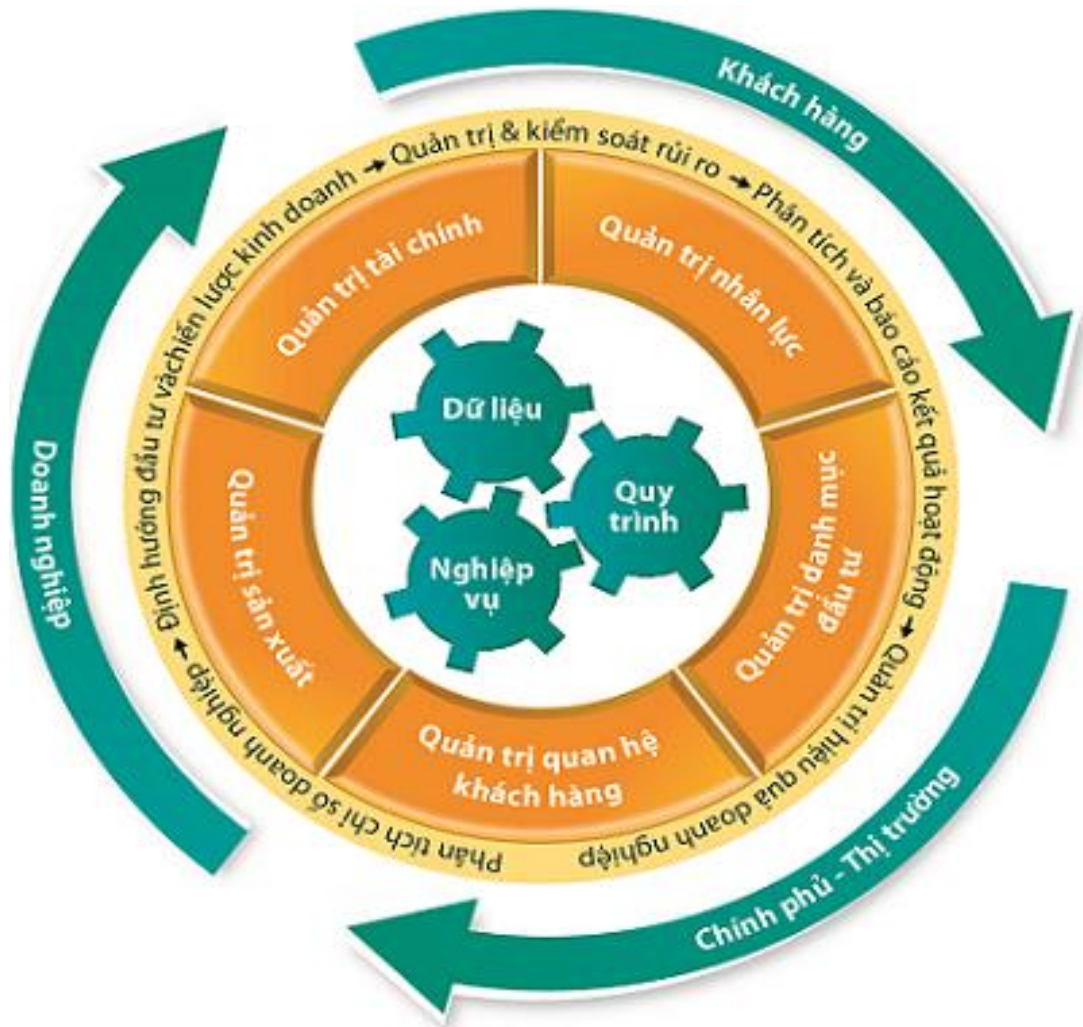 Khách hàng
Chính phủ - Thị trường
Doanh nghiệp
Định hướng đầu tư vàchiến lược kinh doanh → Quản trị & kiểm soát rủi ro → Phân tích và báo cáo kết quả hoạt động → Quản trị hiệu quả doanh nghiệp
Phân tích chỉ số doanh nghiệp →
Quản trị tài chính
Quản trị nhân lực
Quản trị danh mục
đầu tư
Quản trị quan hệ
khách hàng
Quản trị sản xuất
Dữ liệu
Quy
trình
Nghiệp
vụ